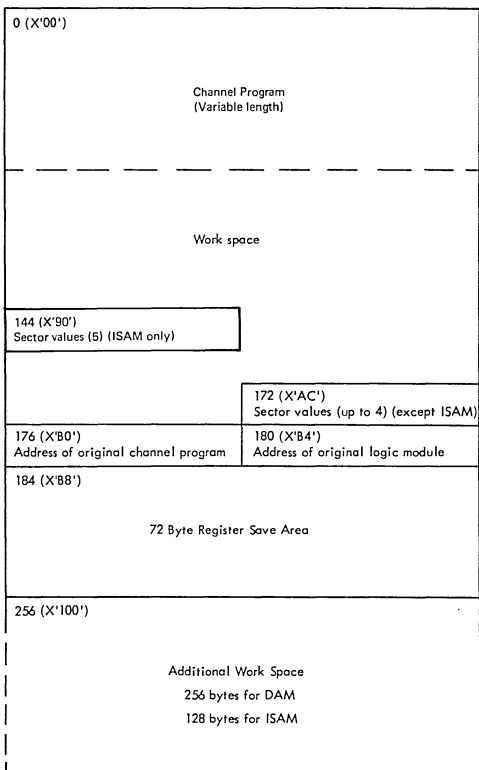 0 (X'00')
Channel Program
(Variable length)
Work space
144 (X'90')
Sector values (5) (ISAM only)
172 (X'AC')
Sector values (up to 4) (except ISAM)
176 (X'B0')
Address of original channel program
180 (X'B4')
Address of original logic module
184 (X'B8')
72 Byte Register Save Area
256 (X'100')
Additional Work Space
256 bytes for DAM
128 bytes for ISAM